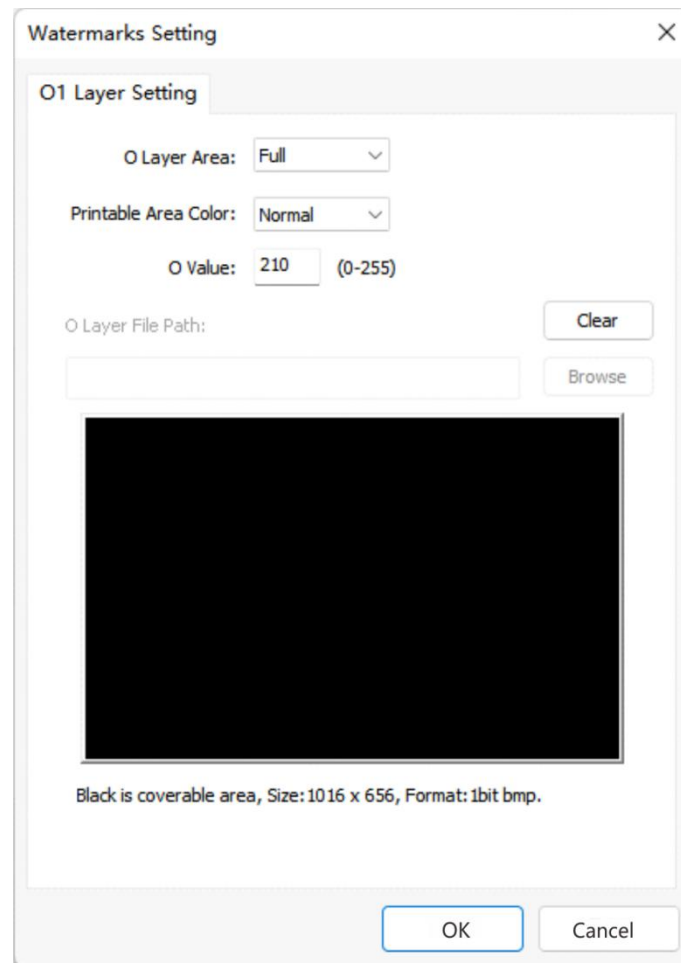 Watermarks Setting
O1 Layer Setting
O Layer Area: Full
Printable Area Color: Normal
O Value: 210 (0-255)
Clear
O Layer File Path:
Browse
Black is coverable area, Size:1016 x 656, Format:1bit bmp.
OK Cancel